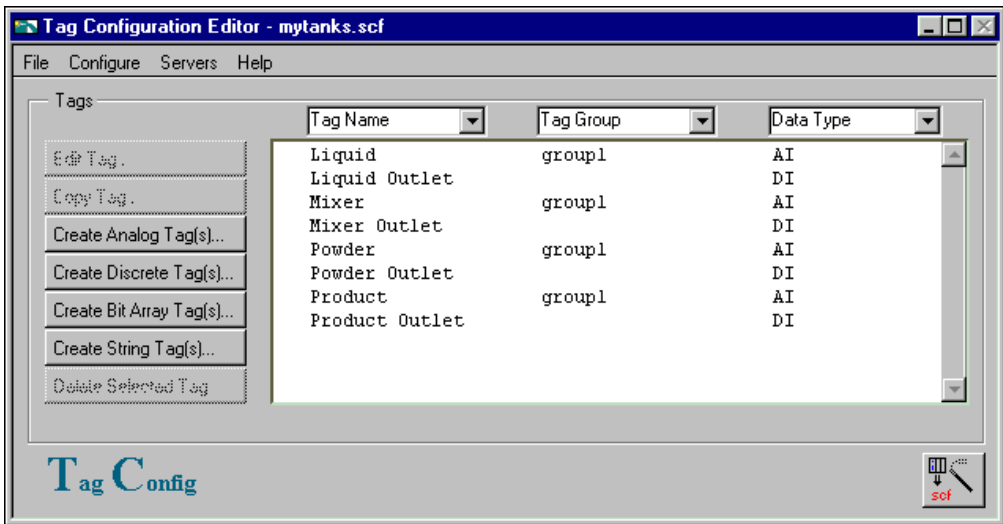 Tag Configuration Editor - mytanks.scf
File Configure Servers Help
Tags
Tag Name Tag Group Data Type
Edit Tag .
Copy Tag .
Create Analog Tag(s)...
Create Discrete Tag(s)...
Create Bit Array Tag(s)...
Create String Tag(s)...
Delete Selected Tag
Liquid group1 AI
Liquid Outlet DI
Mixer group1 AI
Mixer Outlet DI
Powder group1 AI
Powder Outlet DI
Product group1 AI
Product Outlet DI
Tag Config
scf